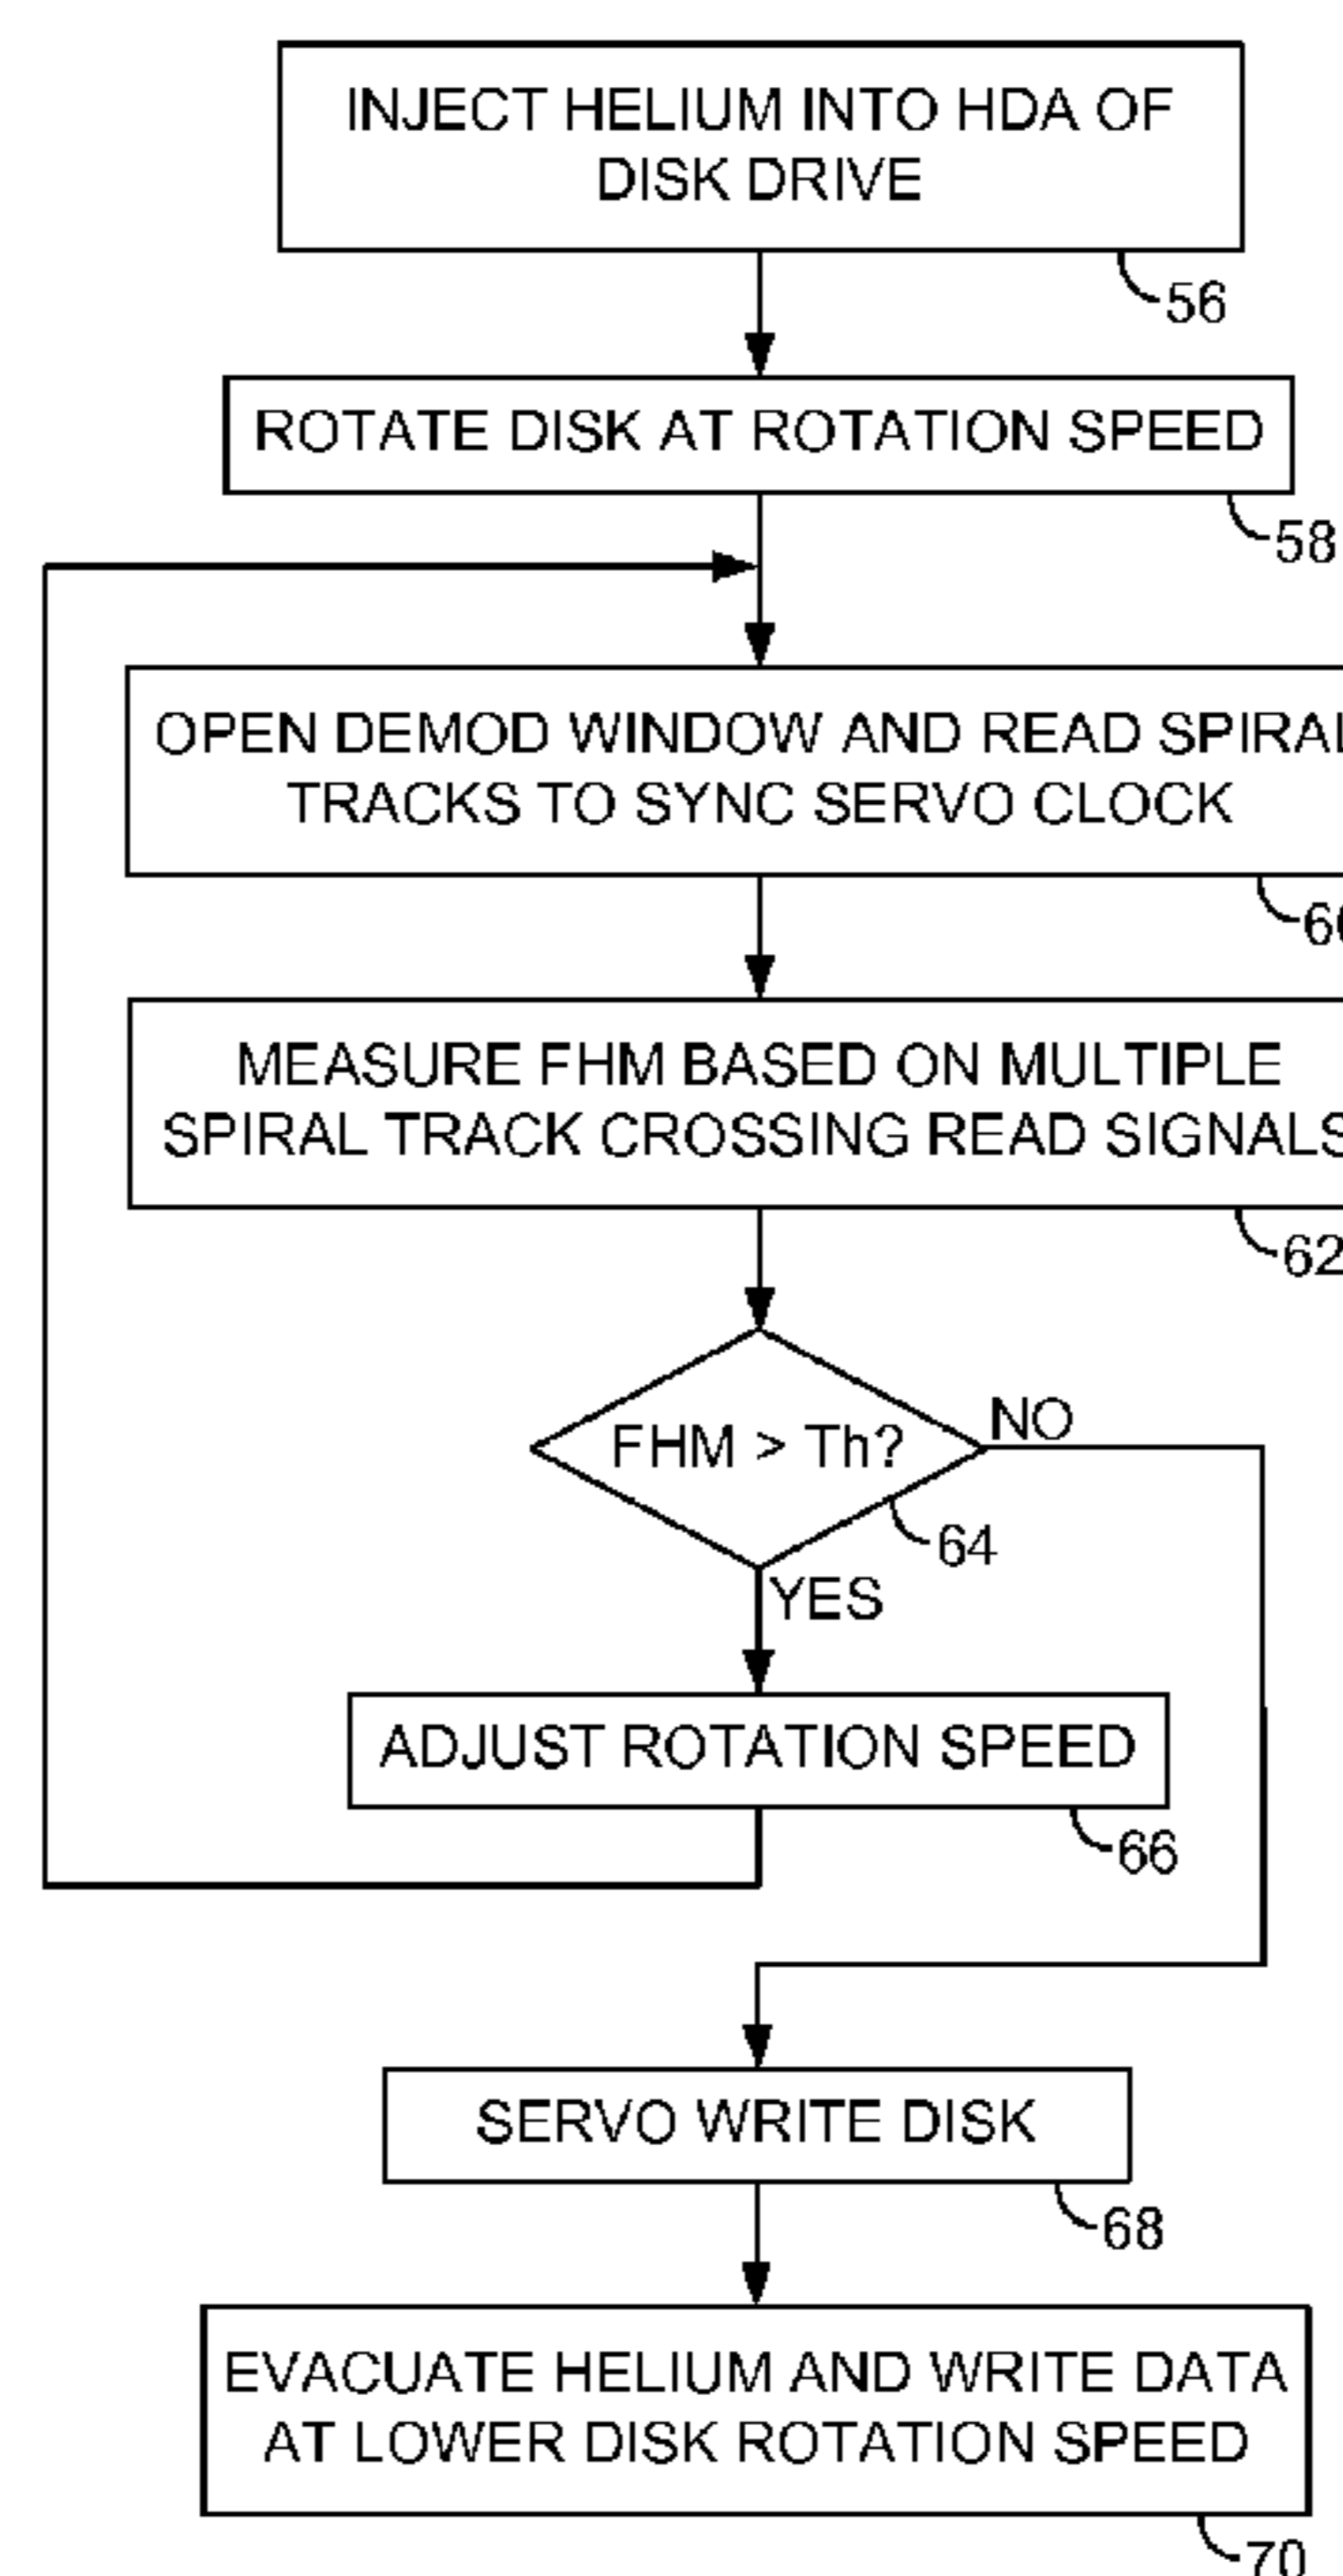 INJECT HELIUM INTO HDA OF
DISK DRIVE
56
ROTATE DISK AT ROTATION SPEED
58
OPEN DEMOD WINDOW AND READ SPIRAL
TRACKS TO SYNC SERVO CLOCK
60
MEASURE FHM BASED ON MULTIPLE
SPIRAL TRACK CROSSING READ SIGNALS
62
FHM > Th?
NO
64
YES
ADJUST ROTATION SPEED
66
SERVO WRITE DISK
68
EVACUATE HELIUM AND WRITE DATA
AT LOWER DISK ROTATION SPEED
70